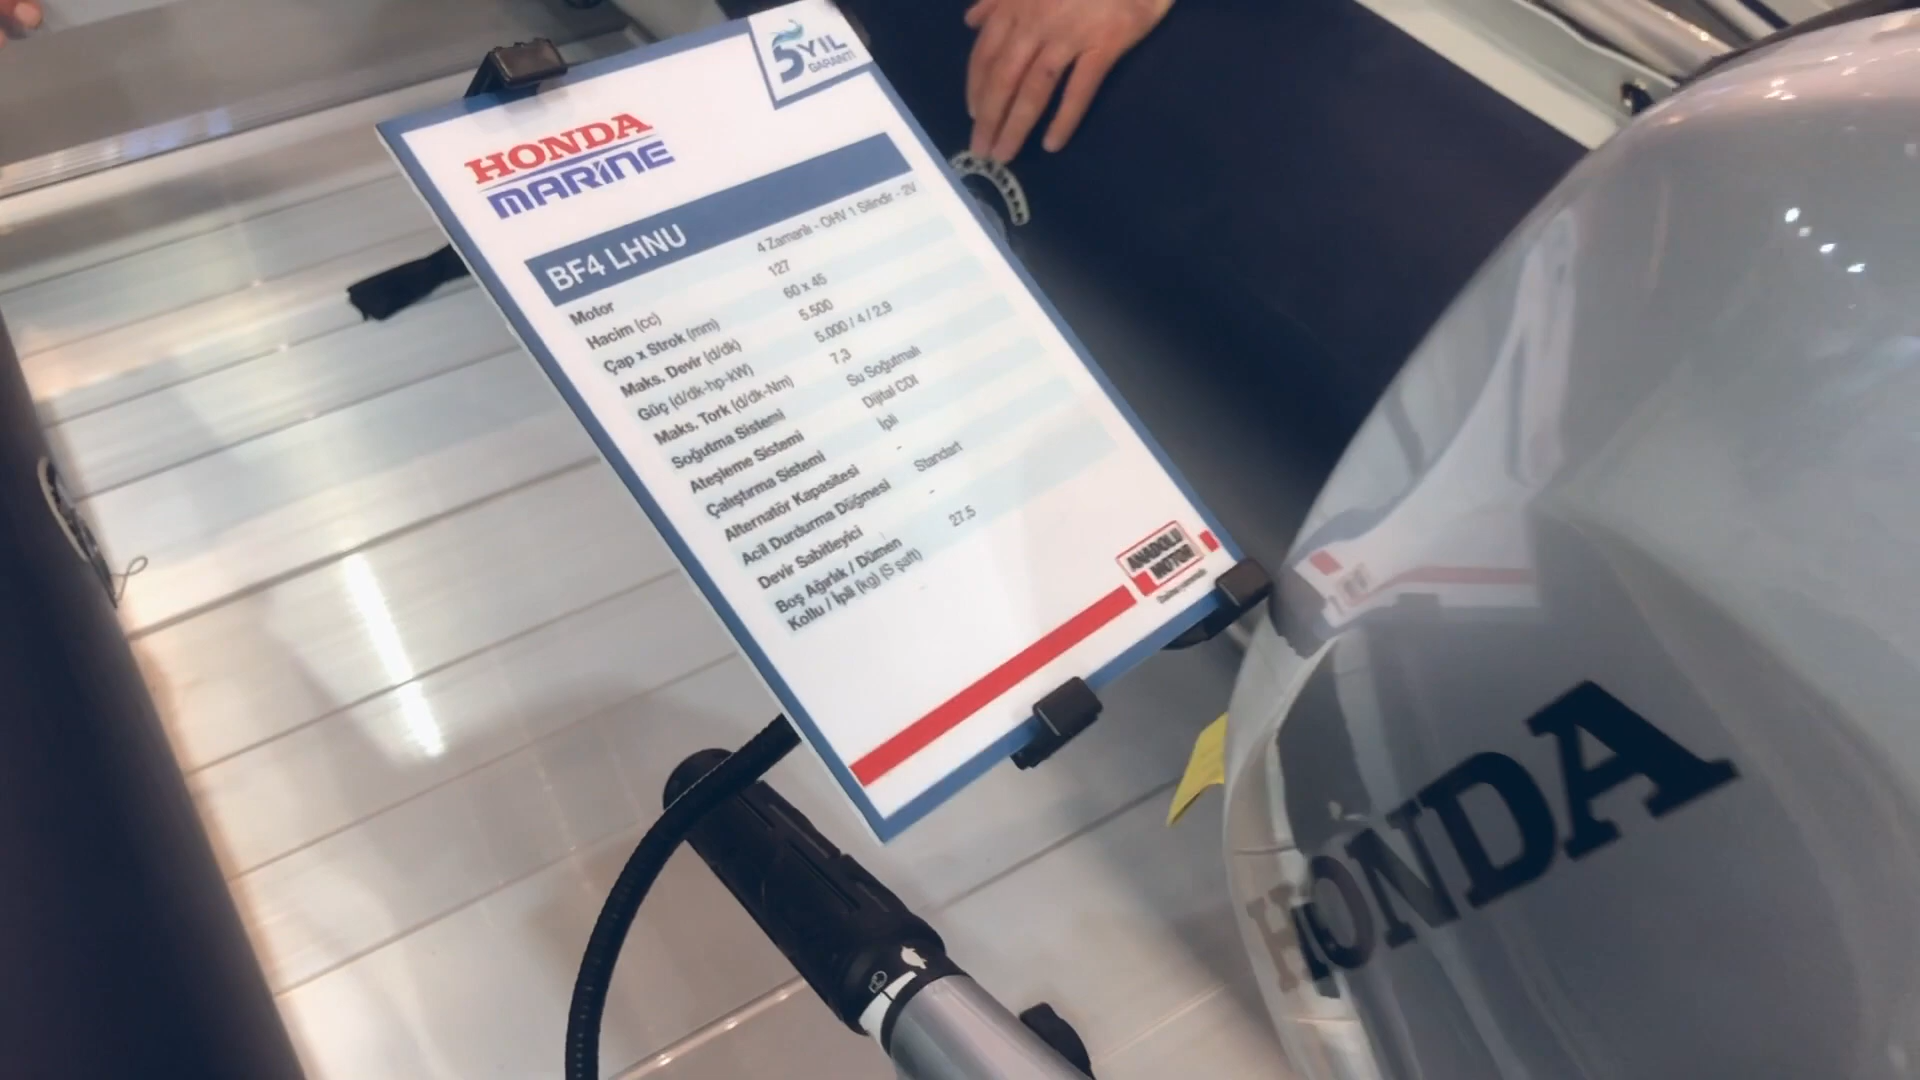 5 YIL
GARANTİ
HONDA
MARINE
BF4 LHNU
Motor 4 Zamanlı - OHV 1 Silindir - 2V
Hacim (cc) 127
Çap x Strok (mm) 60 x 45
Maks. Devir (d/dk) 5.500
Güç (d/dk-hp-kW) 5.000 / 4 / 2,9
Maks. Tork (d/dk-Nm) 7,3
Soğutma Sistemi Su Soğutmalı
Ateşleme Sistemi Dijital CDI
Çalıştırma Sistemi İpli
Alternatör Kapasitesi -
Acil Durdurma Düğmesi Standart
Devir Sabitleyici -
Boş Ağırlık / Dümen
Kollu / İpli (kg) (S şaft) 27,5
ANADOLU
MOTOR
HONDA